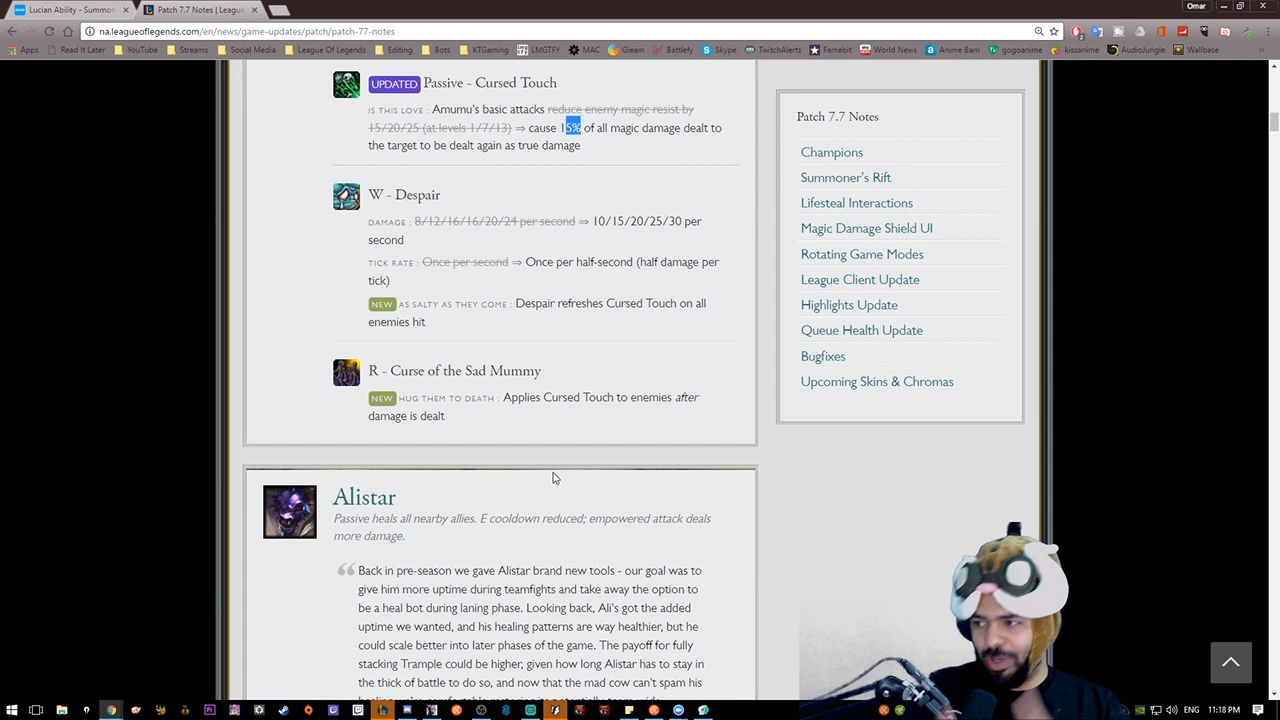 Lucian Ability - Summon
Patch 7.7 Notes | League
Omar
na.leagueoflegends.com/en/news/game-updates/patch/patch-77-notes
Apps Read It Later YouTube Streams Social Media League Of Legends Editing Bots KTGaming LMGTFY MAC Gleam Battlefy Skype TwitchAlerts Famebit World News Anime Bam gogoanime kissanime AudioJungle Wallbase
UPDATED Passive - Cursed Touch
IS THIS LOVE : Amumu's basic attacks reduce enemy magic resist by
15/20/25 (at levels 1/7/13) ⇒ cause 15% of all magic damage dealt to
the target to be dealt again as true damage
W - Despair
DAMAGE : 8/12/16/16/20/24 per second ⇒ 10/15/20/25/30 per
second
TICK RATE : Once per second ⇒ Once per half-second (half damage per
tick)
NEW AS SALTY AS THEY COME : Despair refreshes Cursed Touch on all
enemies hit
R - Curse of the Sad Mummy
NEW HUG THEM TO DEATH : Applies Cursed Touch to enemies after
damage is dealt
Alistar
Passive heals all nearby allies. E cooldown reduced; empowered attack deals
more damage.
Back in pre-season we gave Alistar brand new tools - our goal was to
give him more uptime during teamfights and take away the option to
be a heal bot during laning phase. Looking back, Ali's got the added
uptime we wanted, and his healing patterns are way healthier, but he
could scale better into later phases of the game. The payoff for fully
stacking Trample could be higher, given how long Alistar has to stay in
the thick of battle to do so, and now that the mad cow can't spam his
Patch 7.7 Notes
Champions
Summoner's Rift
Lifesteal Interactions
Magic Damage Shield UI
Rotating Game Modes
League Client Update
Highlights Update
Queue Health Update
Bugfixes
Upcoming Skins & Chromas
ENG 11:18 PM